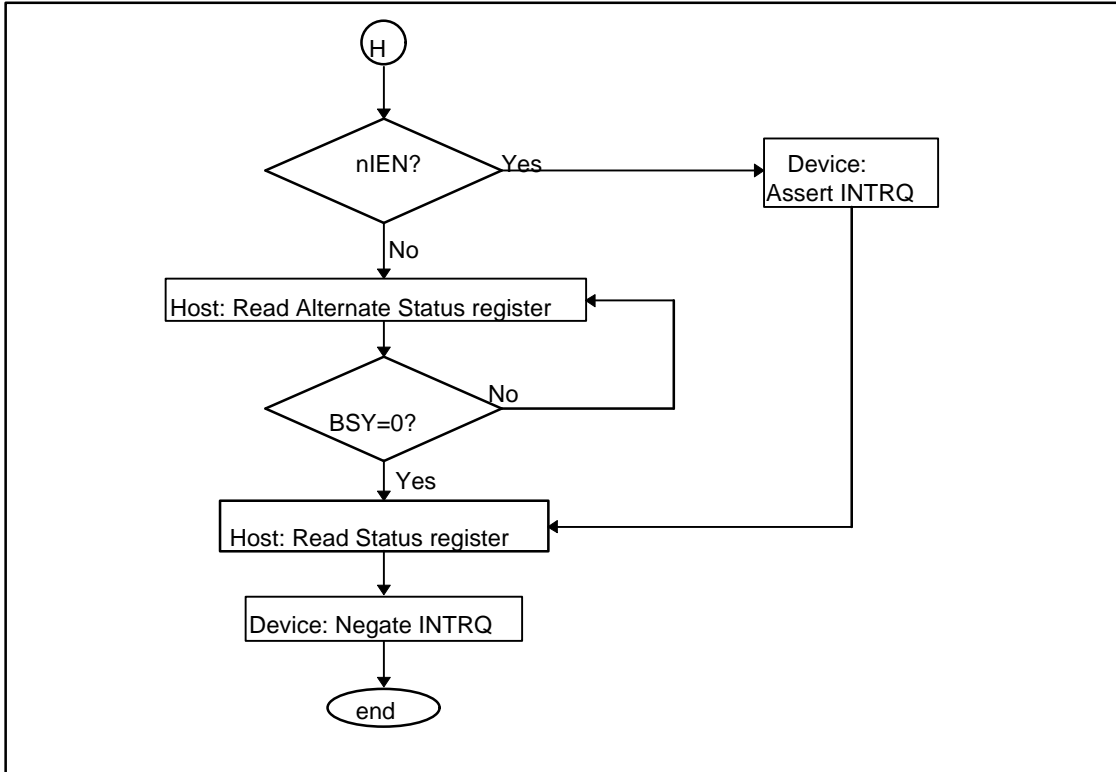 H
nIEN?
Yes
Device:
Assert INTRQ
No
Host: Read Alternate Status register
No
BSY=0?
Yes
Host: Read Status register
Device: Negate INTRQ
end